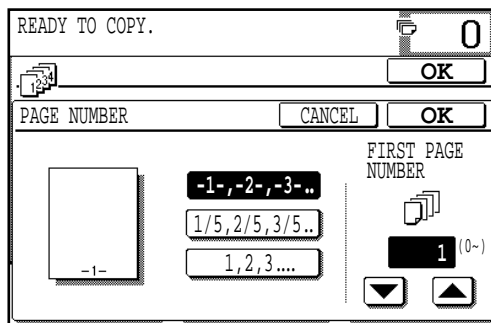 READY TO COPY.
0
1234
OK
PAGE NUMBER
CANCEL
OK
FIRST PAGE
NUMBER
-1-,-2-,-3-..
1/5,2/5,3/5..
1,2,3....
1
(0~)
-1-